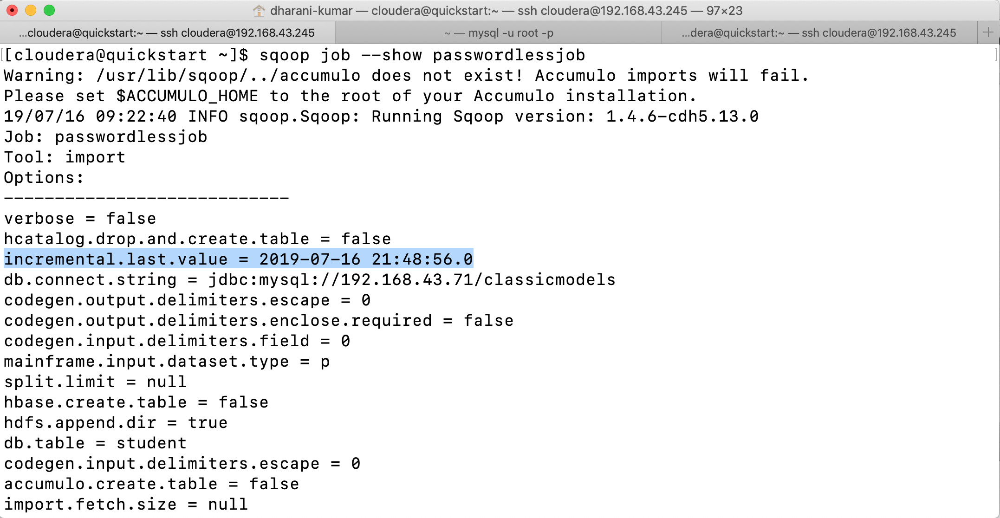 dharani-kumar — cloudera@quickstart:~ — ssh cloudera@192.168.43.245 — 97×23
...cloudera@quickstart:~ — ssh cloudera@192.168.43.245
~ — mysql -u root -p
...dera@quickstart:~ — ssh cloudera@192.168.43.245
[[cloudera@quickstart ~]$ sqoop job --show passwordlessjob ]
Warning: /usr/lib/sqoop/../accumulo does not exist! Accumulo imports will fail.
Please set $ACCUMULO_HOME to the root of your Accumulo installation.
19/07/16 09:22:40 INFO sqoop.Sqoop: Running Sqoop version: 1.4.6-cdh5.13.0
Job: passwordlessjob
Tool: import
Options:
----------------------------
verbose = false
hcatalog.drop.and.create.table = false
incremental.last.value = 2019-07-16 21:48:56.0
db.connect.string = jdbc:mysql://192.168.43.71/classicmodels
codegen.output.delimiters.escape = 0
codegen.output.delimiters.enclose.required = false
codegen.input.delimiters.field = 0
mainframe.input.dataset.type = p
split.limit = null
hbase.create.table = false
hdfs.append.dir = true
db.table = student
codegen.input.delimiters.escape = 0
accumulo.create.table = false
import.fetch.size = null